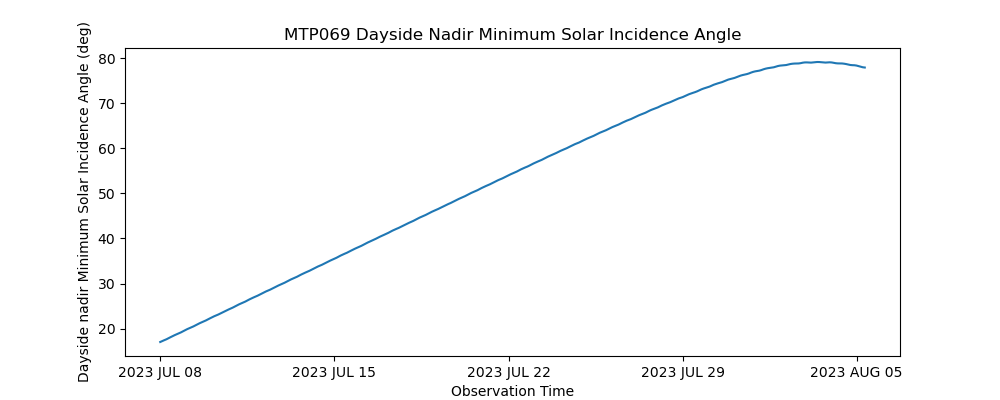 MTP069 Dayside Nadir Minimum Solar Incidence Angle
Dayside nadir Minimum Solar Incidence Angle (deg)
80
70
60
50
40
30
20
2023 JUL 08
2023 JUL 15
2023 JUL 22
2023 JUL 29
2023 AUG 05
Observation Time